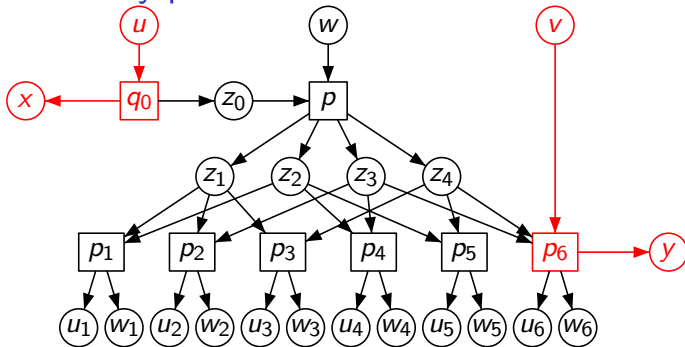 u w v
x q₀ z₀ p
z₁ z₂ z₃ z₄
p₁ p₂ p₃ p₄ p₅ p₆ y
u₁ w₁ u₂ w₂ u₃ w₃ u₄ w₄ u₅ w₅ u₆ w₆